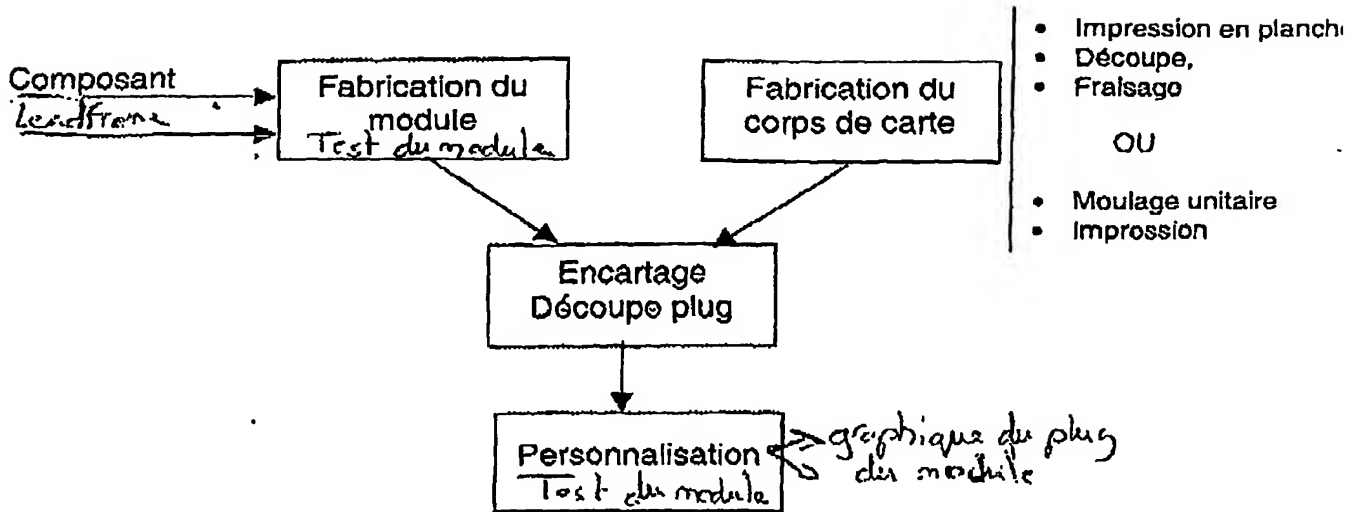 Composant
Leadframe
Fabrication du
module
Test du module
Fabrication du
corps de carte
• Impression en planch
• Découpe,
• Fraisago
OU
• Moulage unitaire
• Improssion
Encartage
Découpe plug
Personnalisation
Test du module
graphique du plug
du module